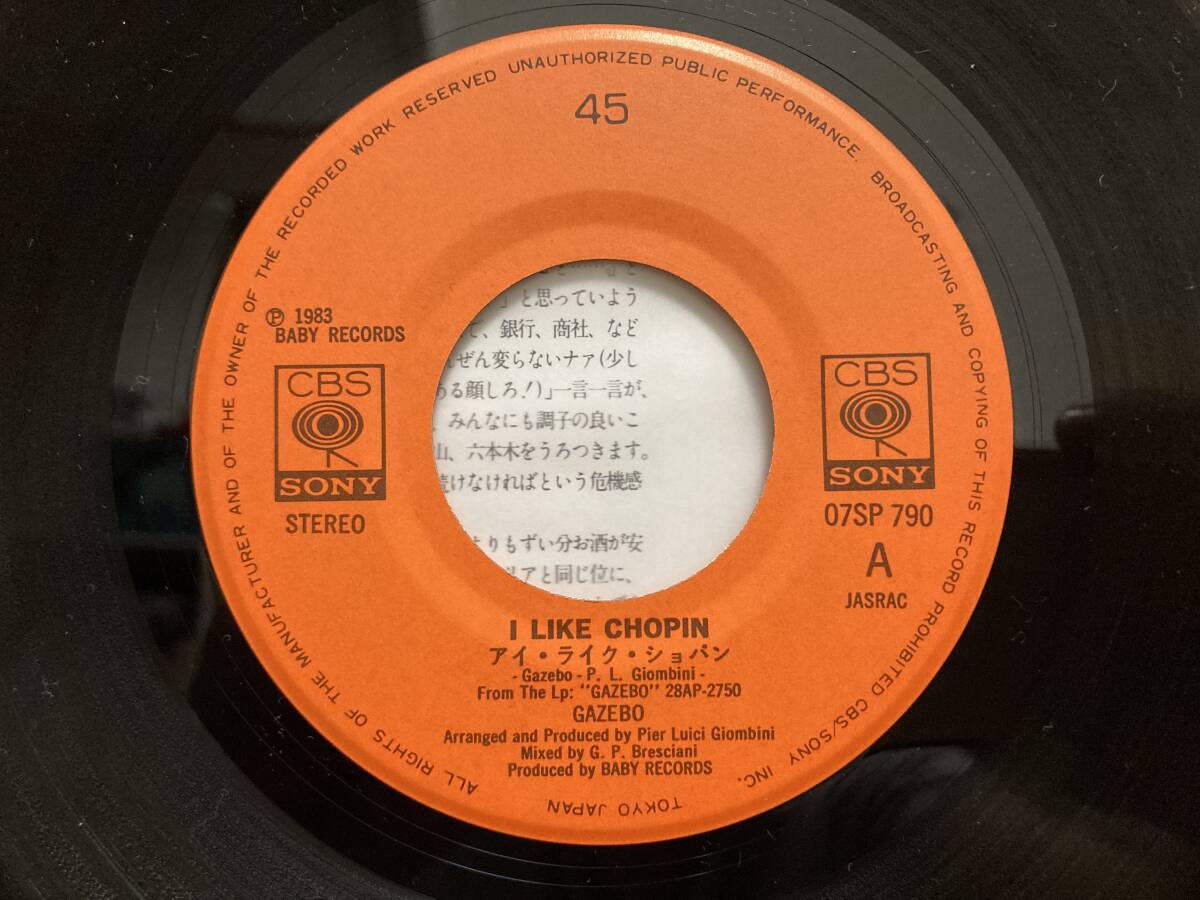 45
ALL RIGHTS OF THE MANUFACTURER AND OF THE OWNER OF THE RECORDED WORK RESERVED UNAUTHORIZED PUBLIC PERFORMANCE. BROADCASTING AND COPYING OF THIS RECORD PROHIBITED CBS/SONY INC.
TOKYO JAPAN
℗ 1983
BABY RECORDS
CBS
SONY
STEREO
CBS
SONY
07SP 790
A
JASRAC
」と思っていよう
、銀行、商社、など
ぜん変らないナァ(少し
ある顔しろ!)」一言一言が、
みんなにも調子の良いこ
山、六本木をうろつきます。
続けなければという危機感
よりもずい分お酒が安
アと同じ位に、
I LIKE CHOPIN
アイ・ライク・ショパン
- Gazebo - P. L. Giombini -
From The Lp: "GAZEBO" 28AP-2750
GAZEBO
Arranged and Produced by Pier Luici Giombini
Mixed by G. P. Bresciani
Produced by BABY RECORDS